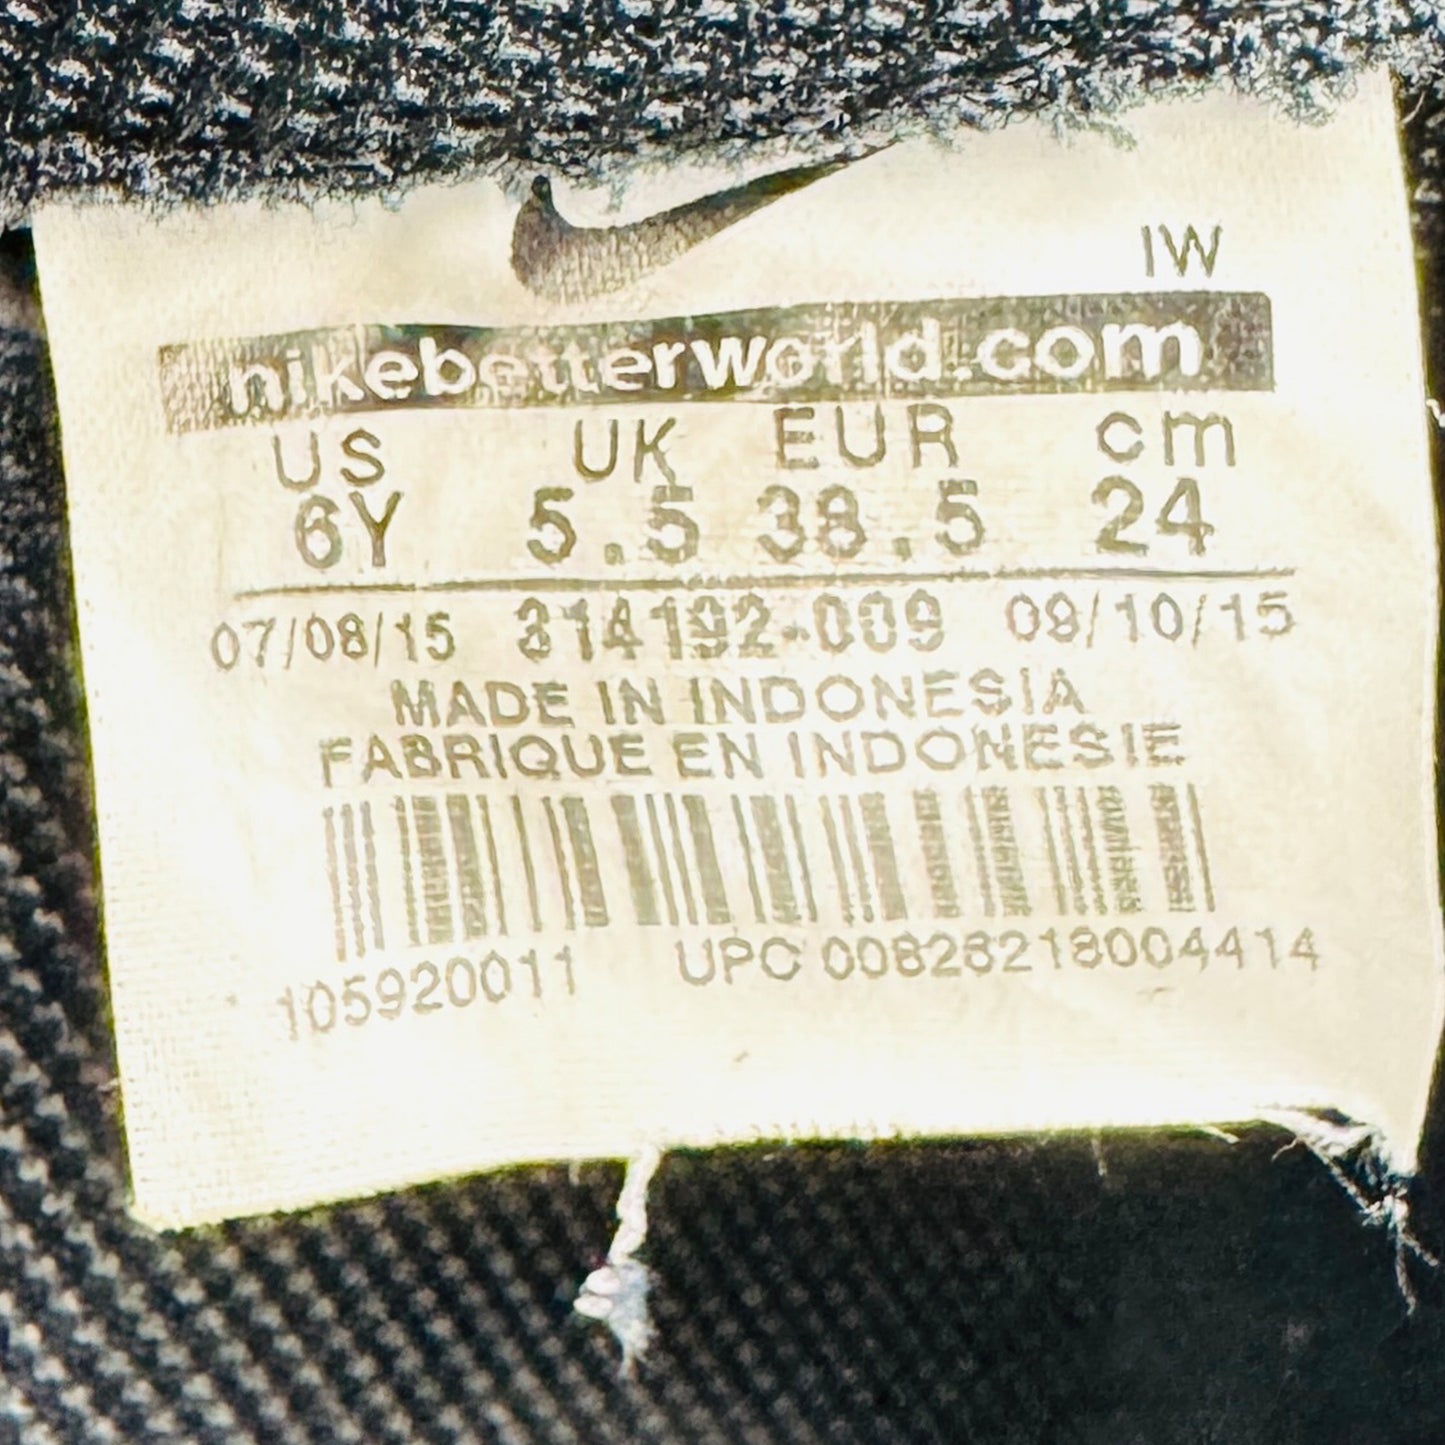 IW
nikebetterworld.com
US UK EUR cm
6Y 5.5 38.5 24
07/08/15 314192-009 09/10/15
MADE IN INDONESIA
FABRIQUE EN INDONESIE
105920011 UPC 00828218004414